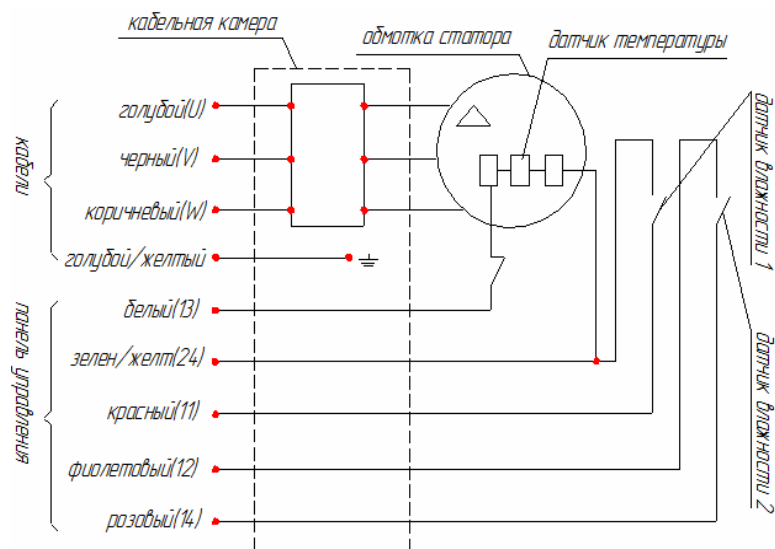 кабельная камера
обмотка статора
датчик температуры
голубой(U)
черный(V)
коричневый(W)
голубой/желтый
белый(13)
зелен/желт(24)
красный(11)
фиолетовый(12)
розовый(14)
кабели
панель управления
датчик влажности 1
датчик влажности 2